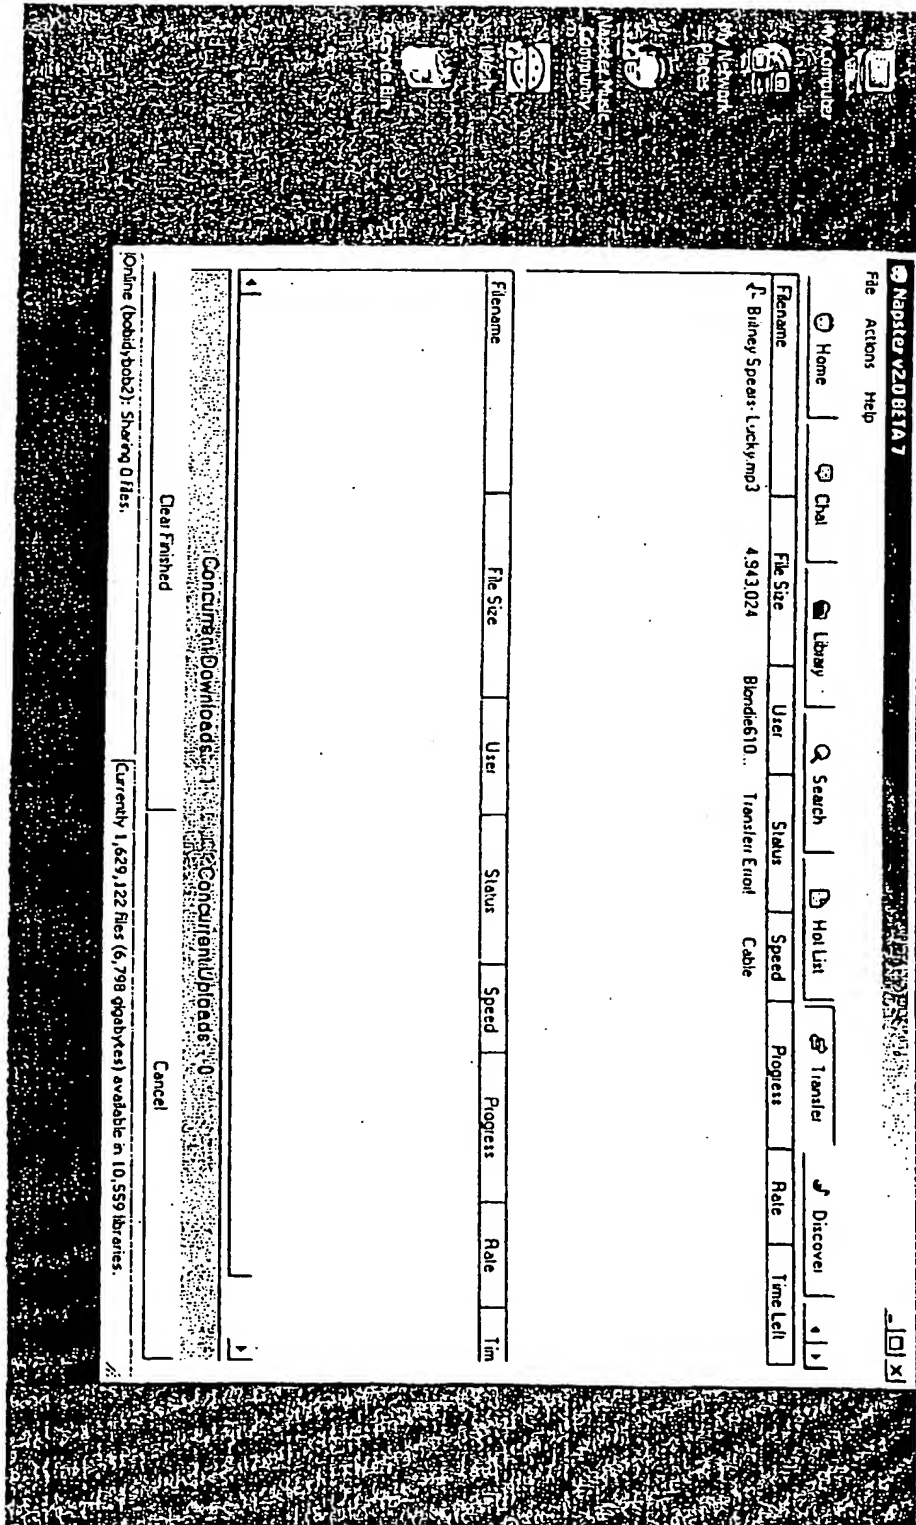 My Computer
My Network
Places
Community
Recycle Bin
Napster v2.0 BETA 7
File Actions Help
Home Chat Library Search Hot List Transfer Discover
Filename File Size User Status Speed Progress Rate Time Left
Britney Spears- Lucky.mp3 4,943,024 Blondie610... Transferr Error! Cable
Filename File Size User Status Speed Progress Rate Tim
Concurrent Downloads : 1 Concurrent Uploads : 0
Clear Finished Cancel
Online (bobidybob2): Sharing 0 files.
Currently 1,629,122 files (6,798 gigabytes) available in 10,559 libraries.